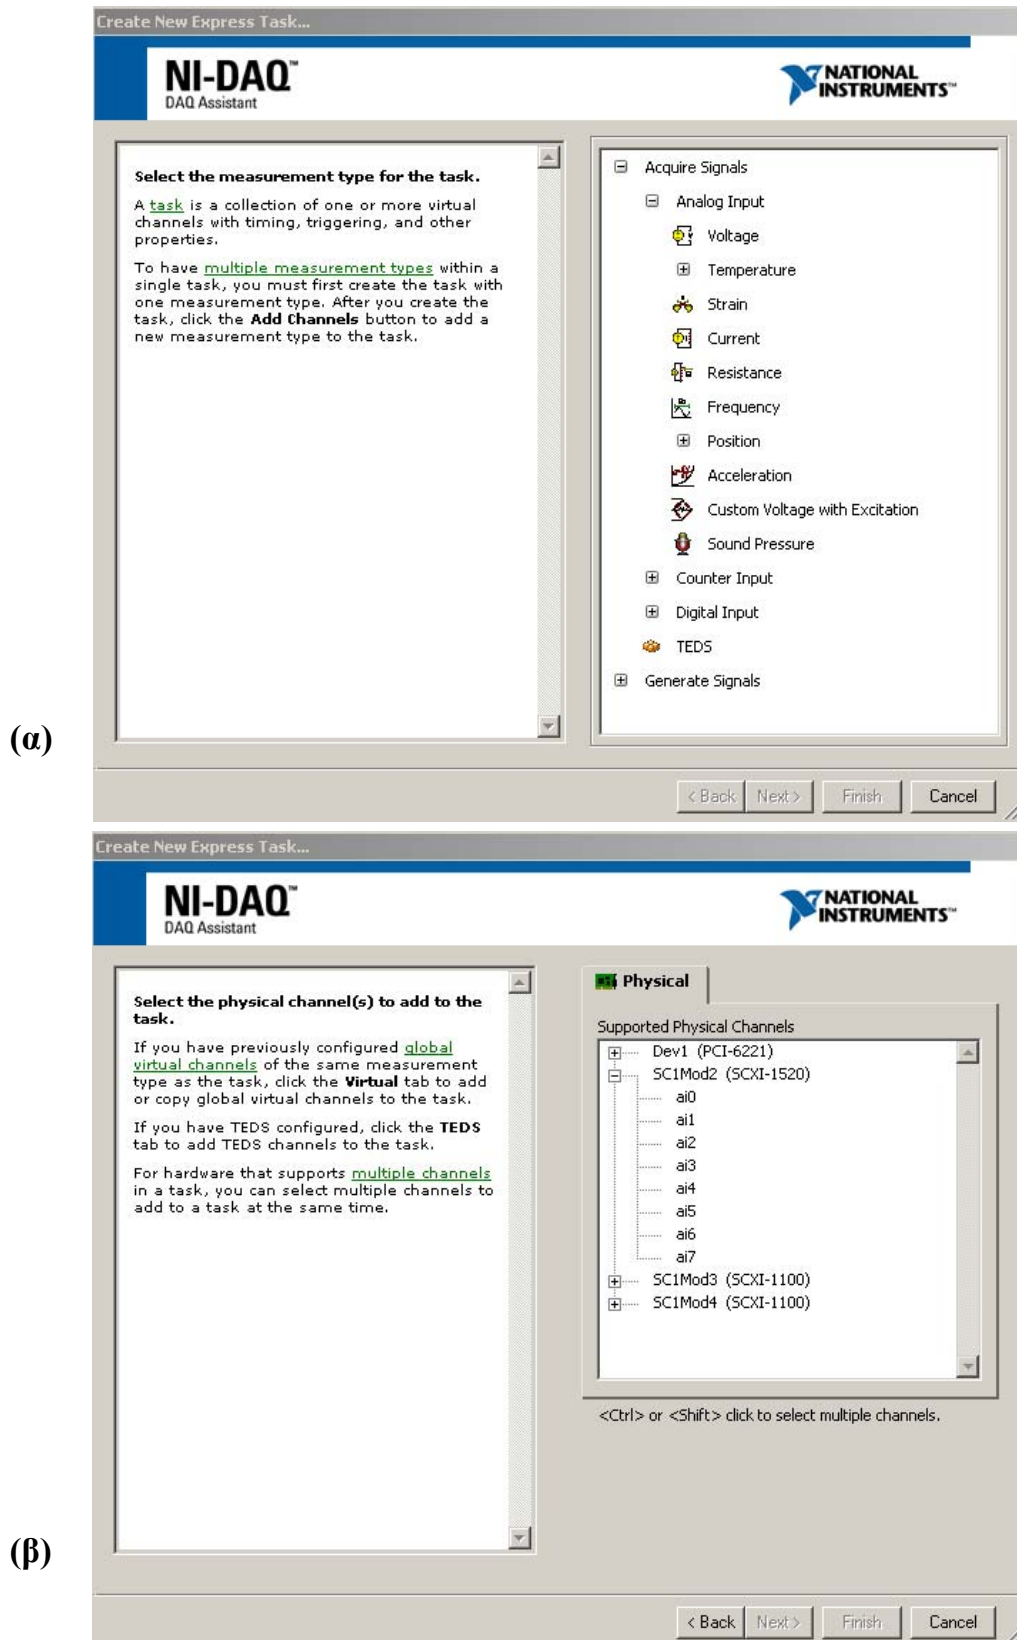 Create New Express Task...
NI-DAQ™
DAQ Assistant
NATIONAL
INSTRUMENTS™
Select the measurement type for the task.
A task is a collection of one or more virtual
channels with timing, triggering, and other
properties.
To have multiple measurement types within a
single task, you must first create the task with
one measurement type. After you create the
task, click the Add Channels button to add a
new measurement type to the task.
Acquire Signals
Analog Input
Voltage
Temperature
Strain
Current
Resistance
Frequency
Position
Acceleration
Custom Voltage with Excitation
Sound Pressure
Counter Input
Digital Input
TEDS
Generate Signals
(α)
< Back Next > Finish Cancel
Create New Express Task...
NI-DAQ™
DAQ Assistant
NATIONAL
INSTRUMENTS™
Select the physical channel(s) to add to the
task.
If you have previously configured global
virtual channels of the same measurement
type as the task, click the Virtual tab to add
or copy global virtual channels to the task.
If you have TEDS configured, click the TEDS
tab to add TEDS channels to the task.
For hardware that supports multiple channels
in a task, you can select multiple channels to
add to a task at the same time.
Physical
Supported Physical Channels
Dev1 (PCI-6221)
SC1Mod2 (SCXI-1520)
ai0
ai1
ai2
ai3
ai4
ai5
ai6
ai7
SC1Mod3 (SCXI-1100)
SC1Mod4 (SCXI-1100)
<Ctrl> or <Shift> click to select multiple channels.
(β)
< Back Next > Finish Cancel